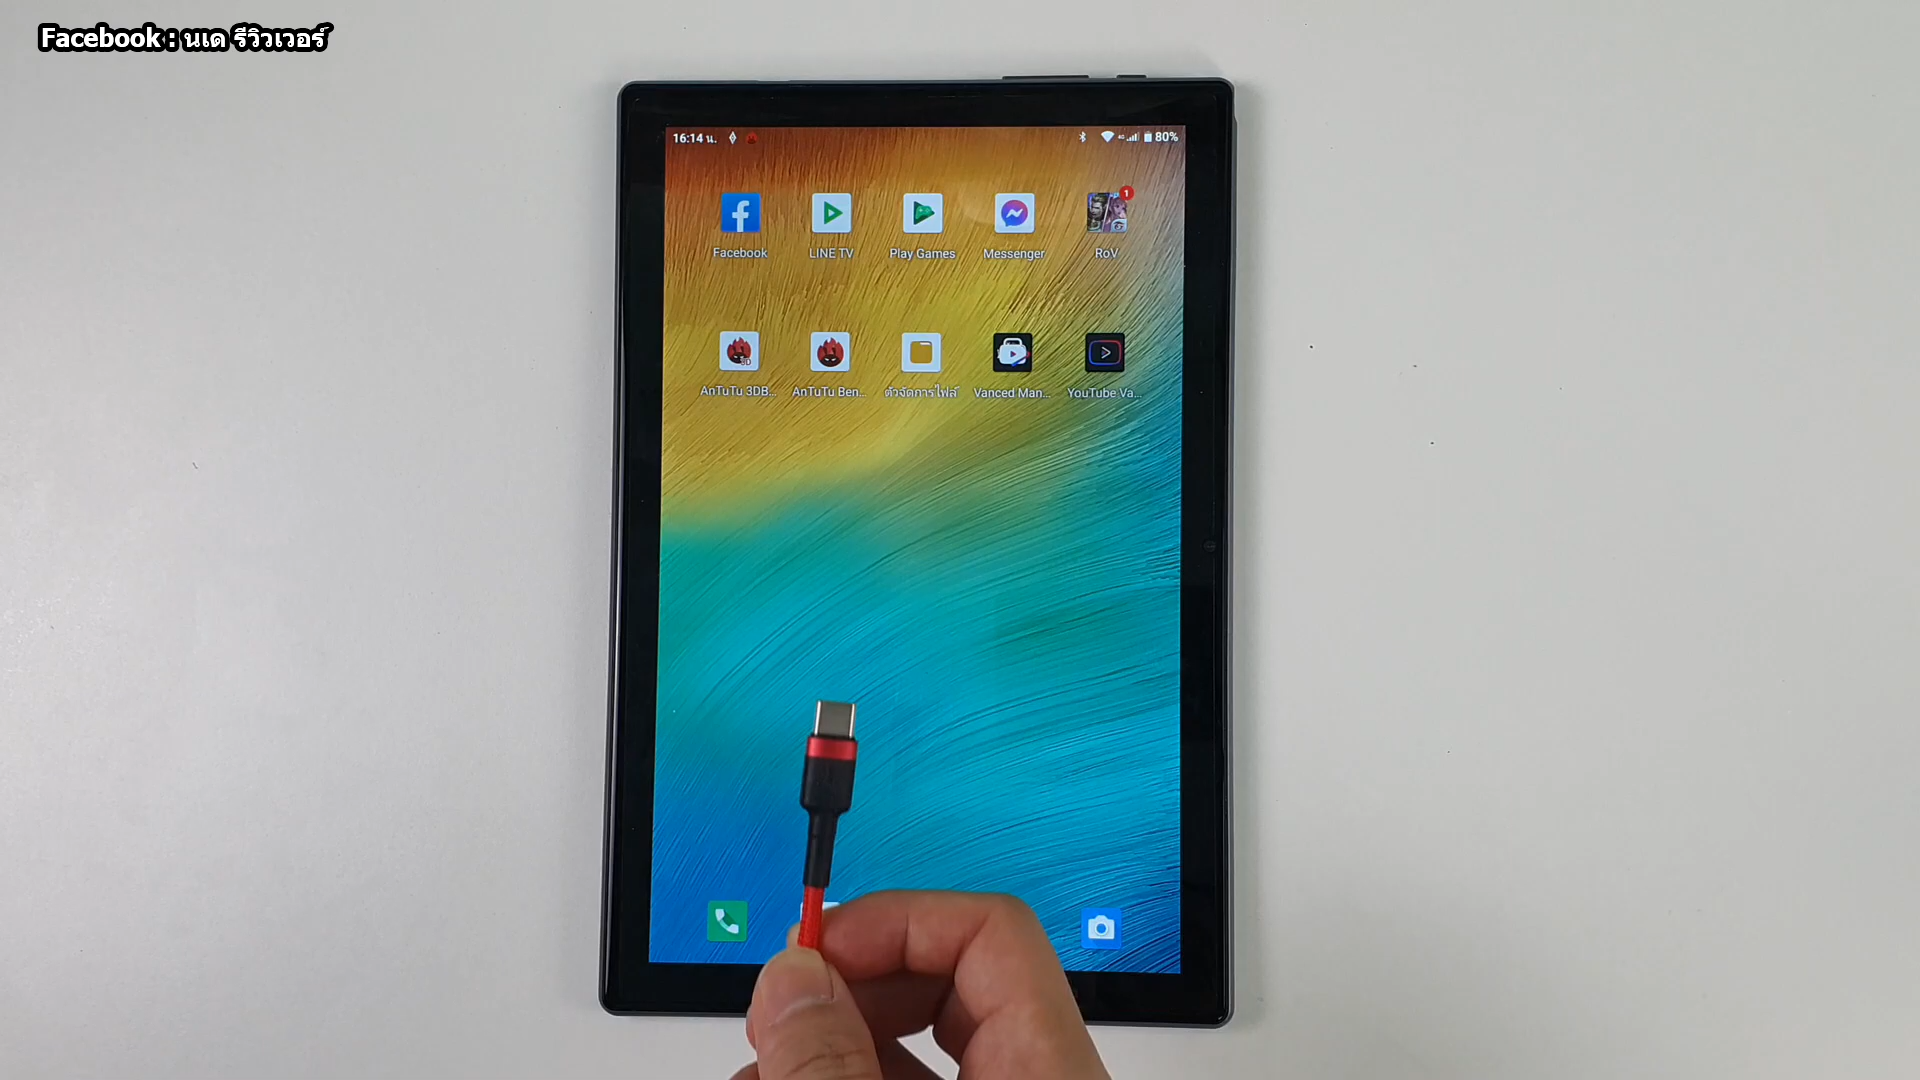 Facebook : นเด รีวิวเวอร์
16:14 น.
4G
80%
1
Facebook
LINE TV
Play Games
Messenger
RoV
AnTuTu 3DB...
AnTuTu Ben...
ตัวจัดการไฟล์
Vanced Man...
YouTube Va...